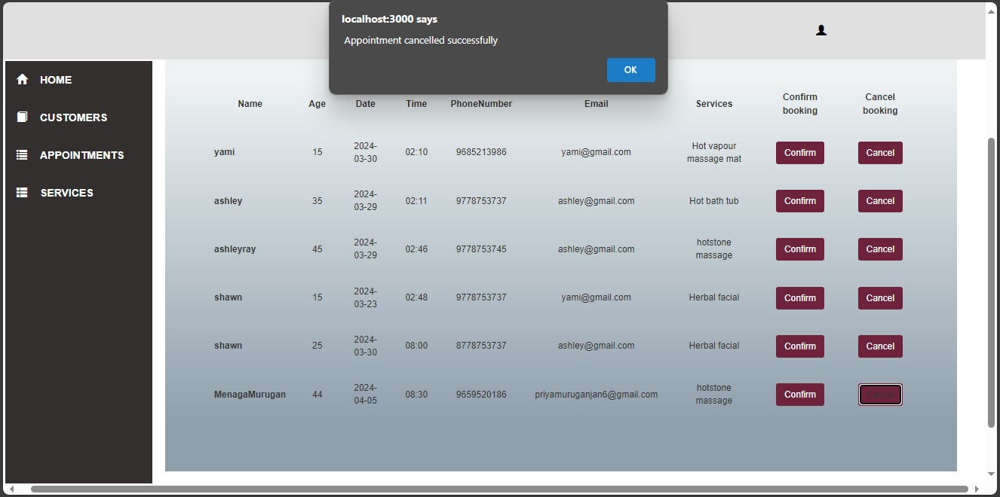 localhost:3000 says
Appointment cancelled successfully
OK
HOME
CUSTOMERS
APPOINTMENTS
SERVICES
Name Age Date Time PhoneNumber Email Services Confirm booking Cancel booking
yami 15 2024-03-30 02:10 9685213986 yami@gmail.com Hot vapour massage mat Confirm Cancel
ashley 35 2024-03-29 02:11 9778753737 ashley@gmail.com Hot bath tub Confirm Cancel
ashleyray 45 2024-03-29 02:46 9778753745 ashley@gmail.com hotstone massage Confirm Cancel
shawn 15 2024-03-23 02:48 9778753737 yami@gmail.com Herbal facial Confirm Cancel
shawn 25 2024-03-30 08:00 8778753737 ashley@gmail.com Herbal facial Confirm Cancel
MenagaMurugan 44 2024-04-05 08:30 9659520186 priyamuruganjan6@gmail.com hotstone massage Confirm Cancel